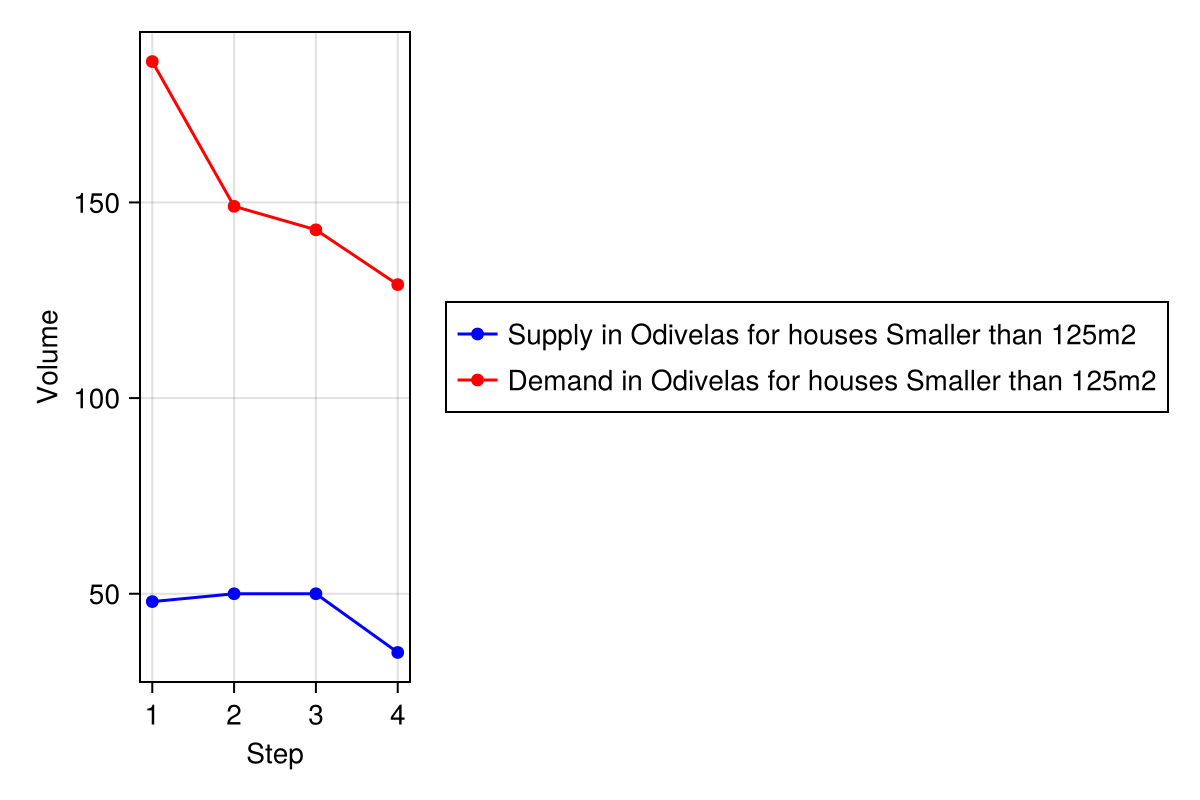 Volume
150
100
50
1 2 3 4
Step
Supply in Odivelas for houses Smaller than 125m2
Demand in Odivelas for houses Smaller than 125m2